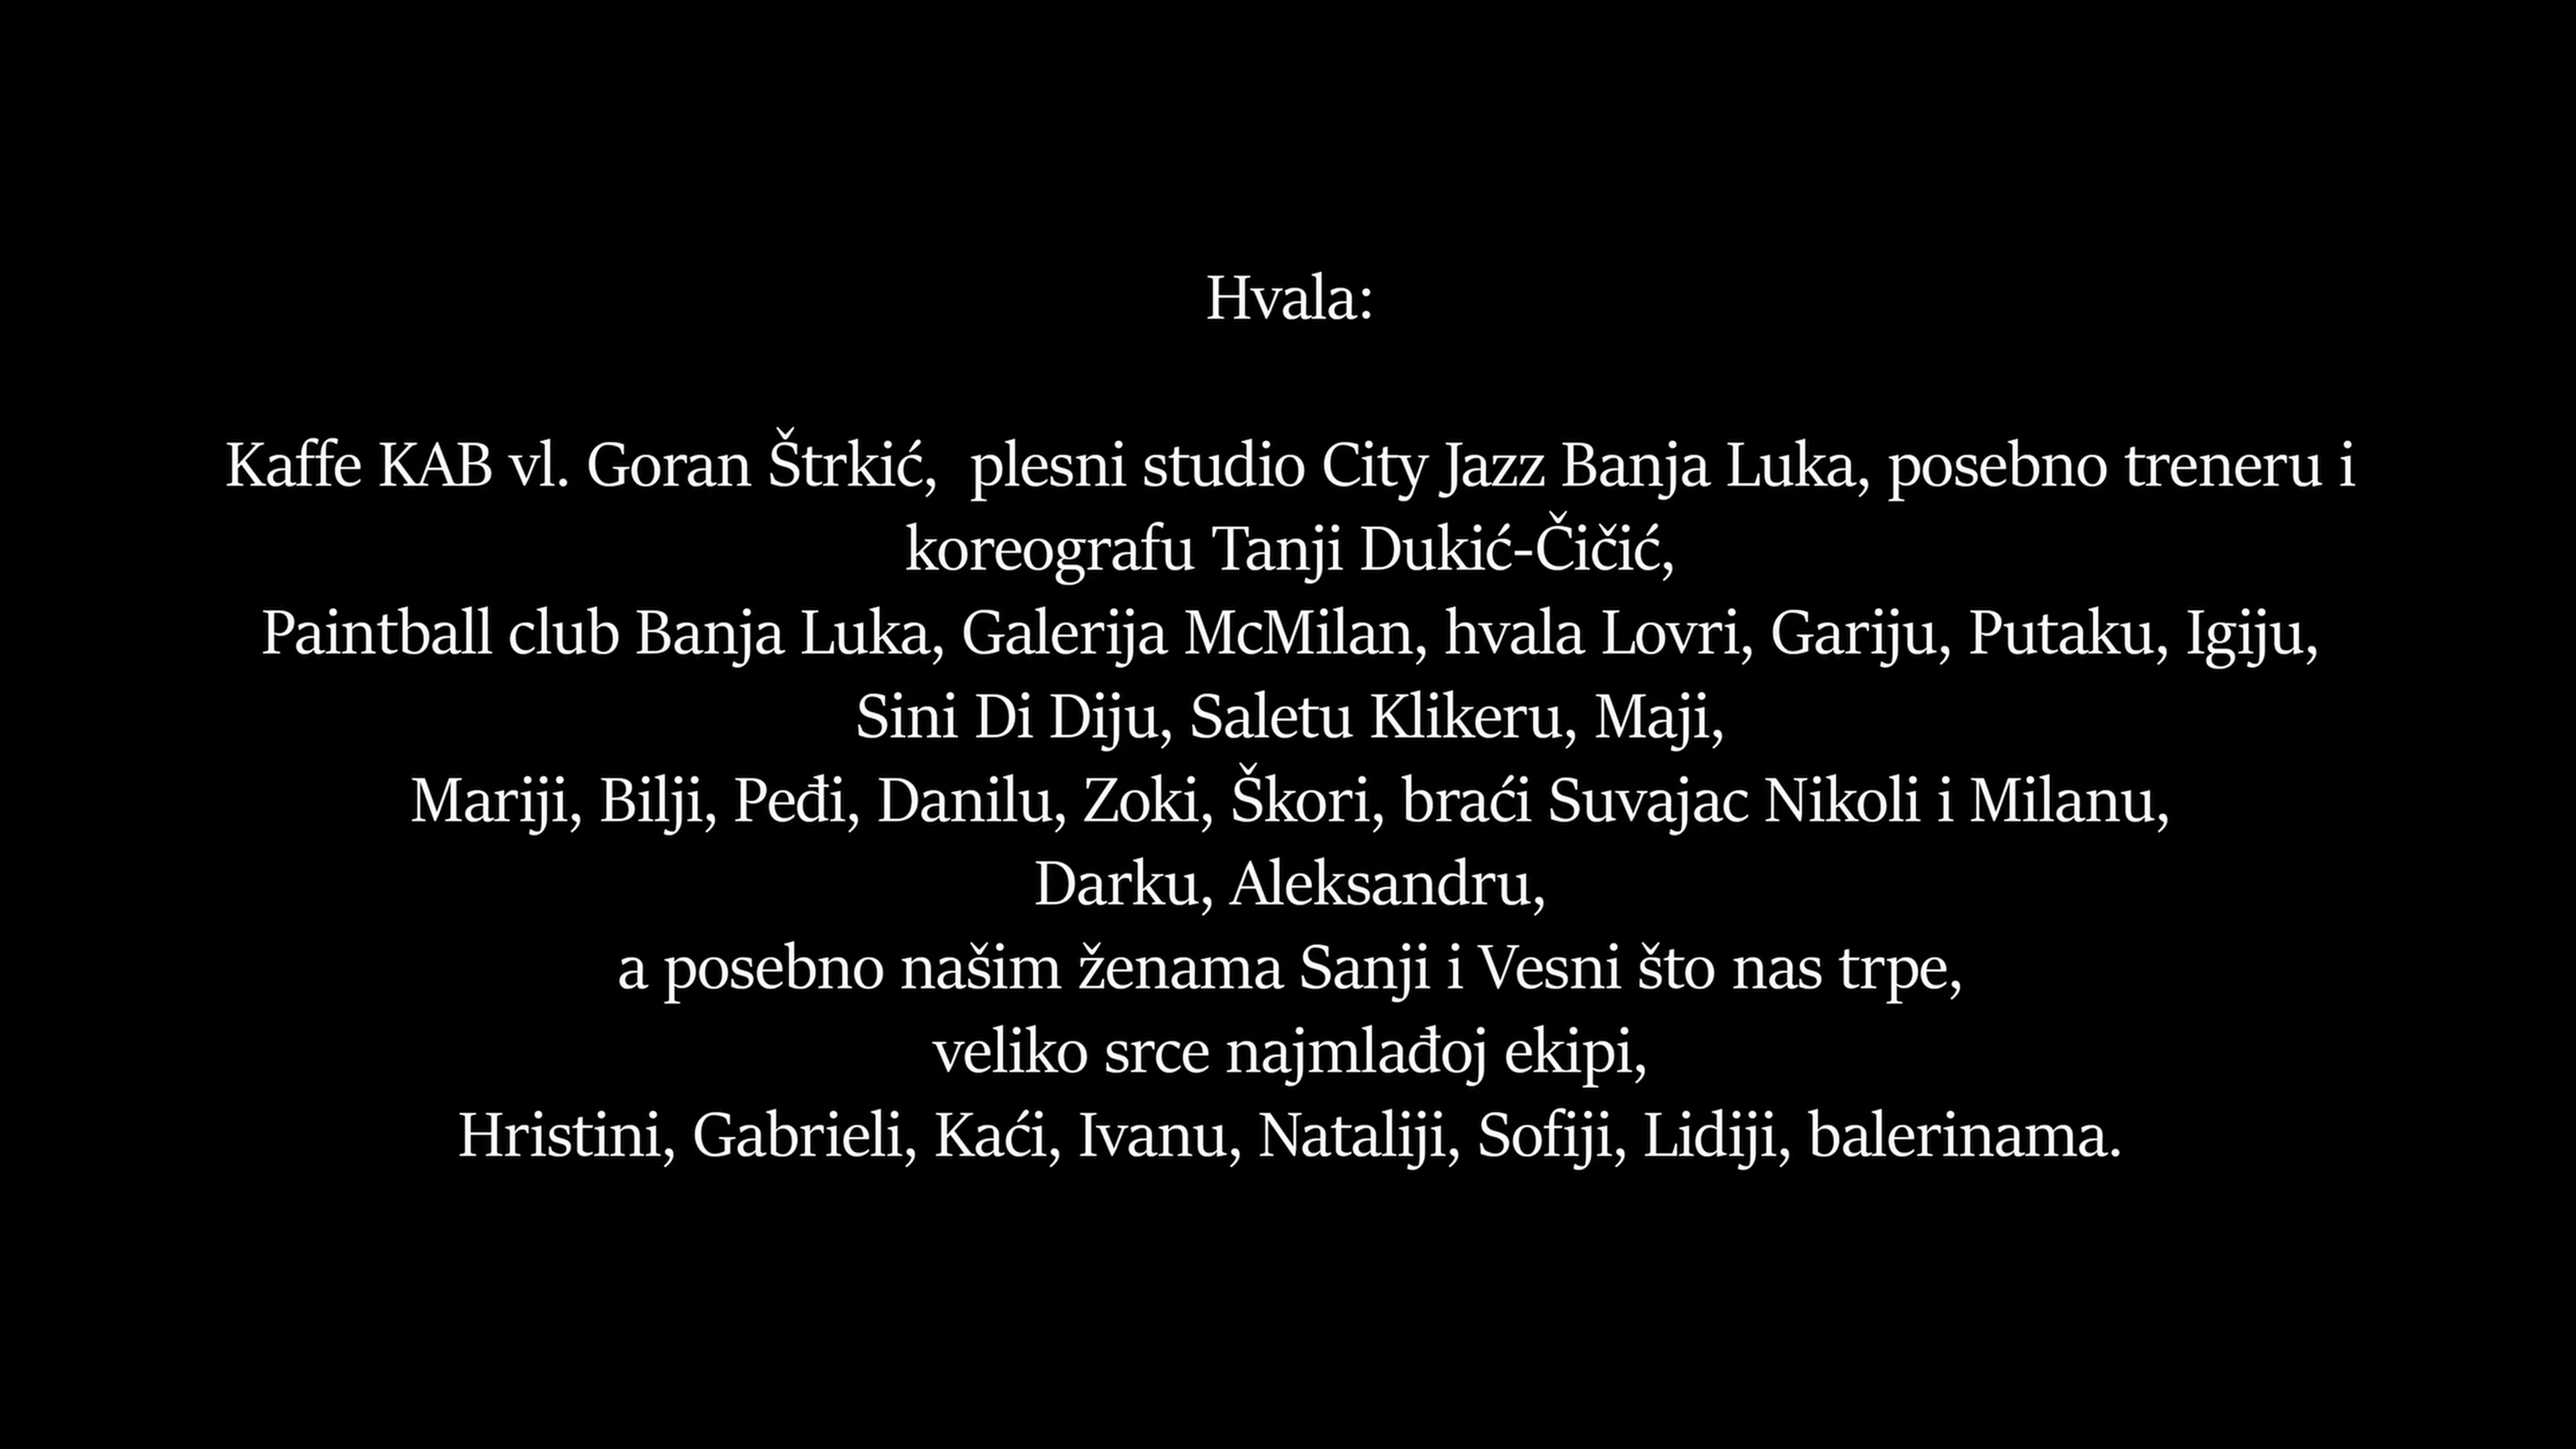 Hvala:
Kaffe KAB vl. Goran Štrkić,  plesni studio City Jazz Banja Luka, posebno treneru i
koreografu Tanji Dukić-Čičić,
Paintball club Banja Luka, Galerija McMilan, hvala Lovri, Gariju, Putaku, Igiju,
Sini Di Diju, Saletu Klikeru, Maji,
Mariji, Bilji, Peđi, Danilu, Zoki, Škori, braći Suvajac Nikoli i Milanu,
Darku, Aleksandru,
a posebno našim ženama Sanji i Vesni što nas trpe,
veliko srce najmlađoj ekipi,
Hristini, Gabrieli, Kaći, Ivanu, Nataliji, Sofiji, Lidiji, balerinama.